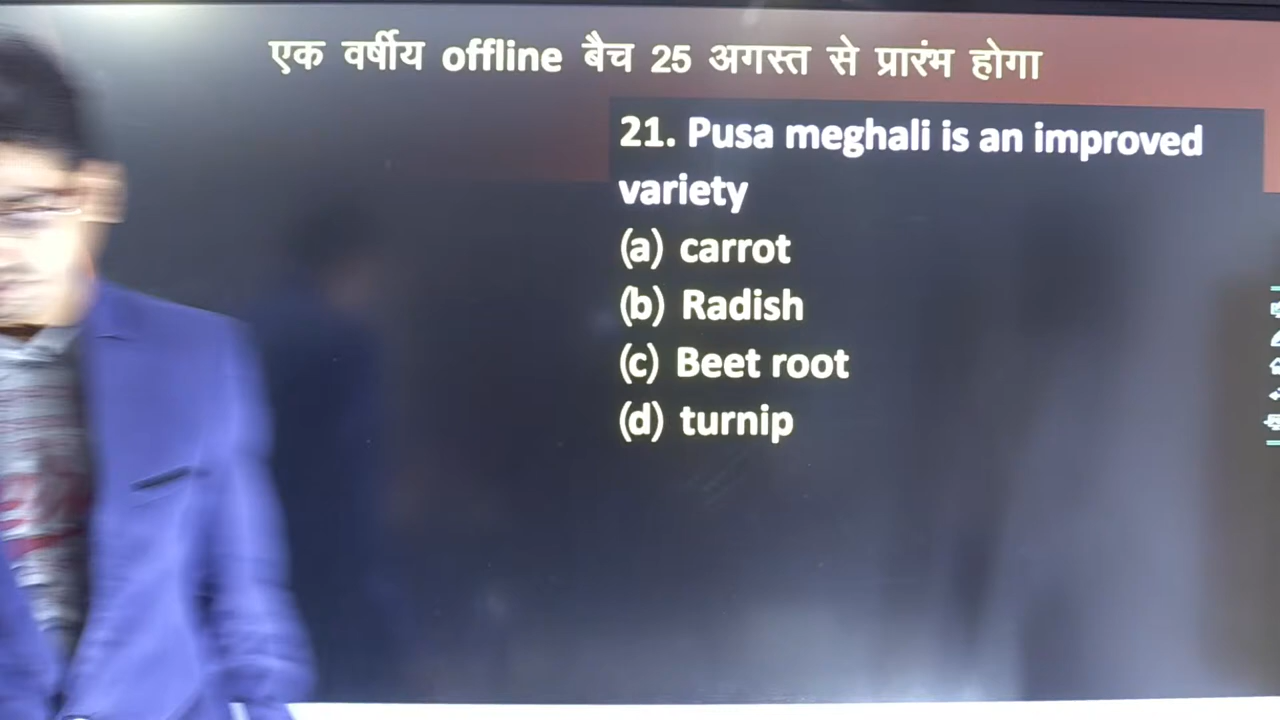 एक वर्षीय offline बैच 25 अगस्त से प्रारंभ होगा
21. Pusa meghali is an improved
variety
(a) carrot
(b) Radish
(c) Beet root
(d) turnip